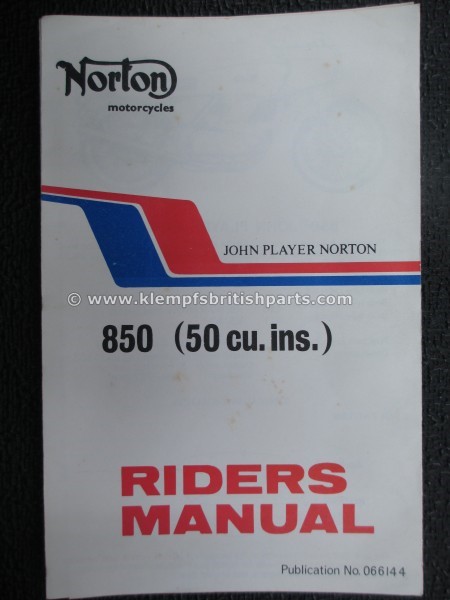 Norton
motorcycles
JOHN PLAYER NORTON
© www.klempfsbritishparts.com
850 (50 cu. ins.)
RIDERS
MANUAL
Publication No. 066144